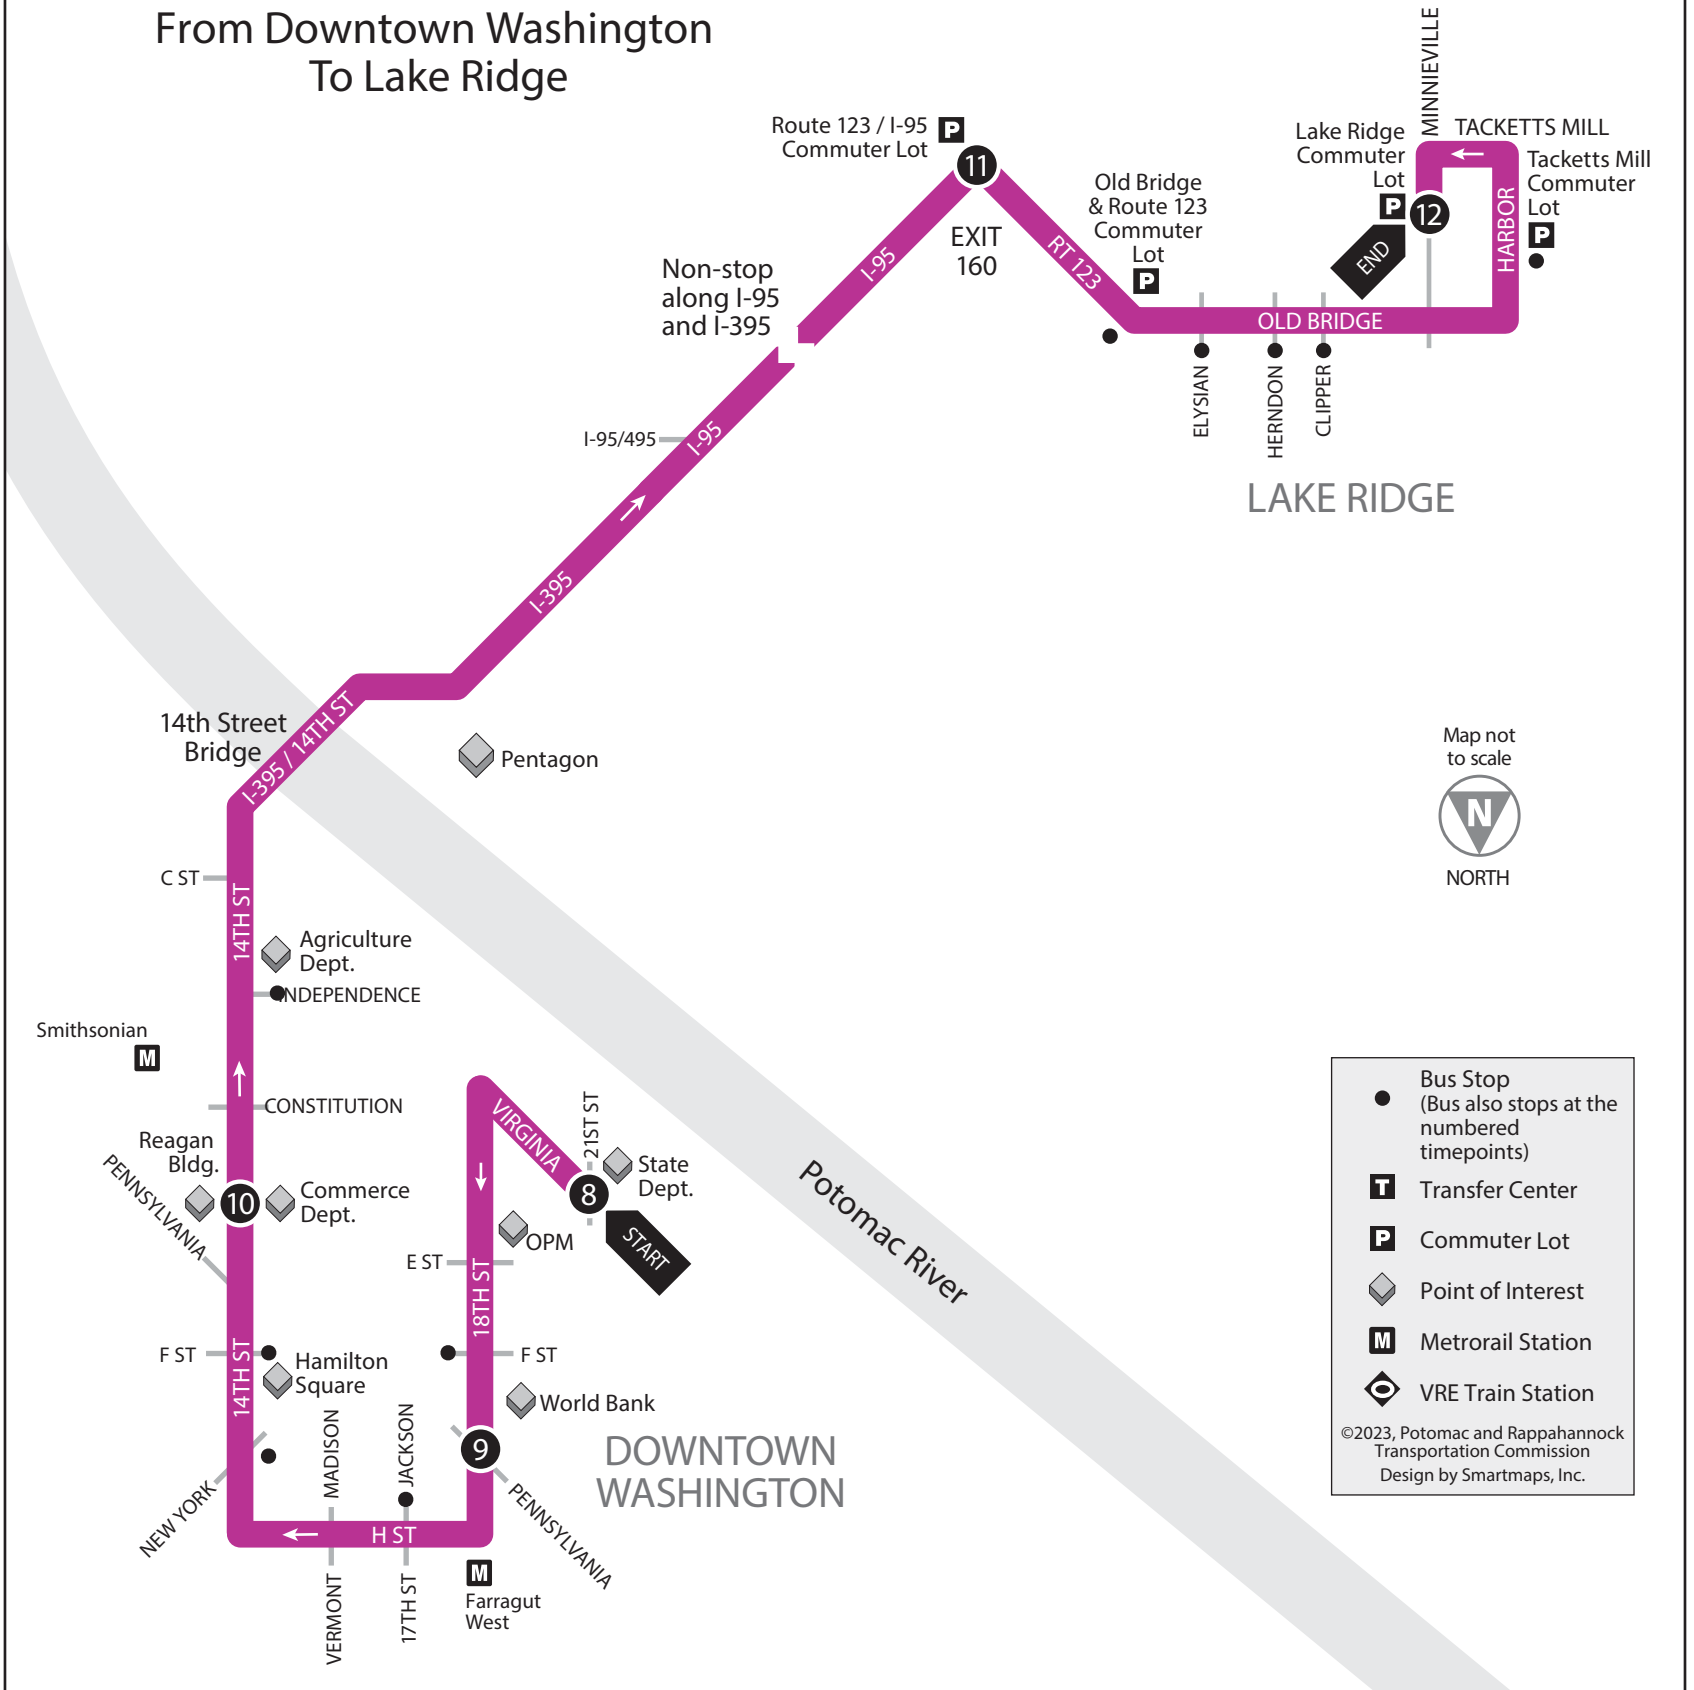 From Downtown Washington
To Lake Ridge
Route 123 / I-95
Commuter Lot
P
11
EXIT
160
I-95
RT 123
Old Bridge
& Route 123
Commuter
Lot
P
Lake Ridge
Commuter
Lot
P
12
END
MINNIEVILLE
TACKETTS MILL
Tacketts Mill
Commuter
Lot
P
HARBOR
OLD BRIDGE
ELYSIAN
HERNDON
CLIPPER
LAKE RIDGE
Non-stop
along I-95
and I-395
I-95/495
I-95
I-395
14th Street
Bridge
I-395 / 14TH ST
Pentagon
Map not
to scale
N
NORTH
C ST
14TH ST
Agriculture
Dept.
INDEPENDENCE
Smithsonian
M
CONSTITUTION
Reagan
Bldg.
PENNSYLVANIA
10
Commerce
Dept.
VIRGINIA
21ST ST
8
State
Dept.
START
OPM
E ST
18TH ST
F ST
14TH ST
Hamilton
Square
F ST
World Bank
9
MADISON
JACKSON
NEW YORK
H ST
PENNSYLVANIA
VERMONT
17TH ST
M
Farragut
West
DOWNTOWN
WASHINGTON
Potomac River
Bus Stop
(Bus also stops at the
numbered
timepoints)
T Transfer Center
P Commuter Lot
Point of Interest
M Metrorail Station
VRE Train Station
©2023, Potomac and Rappahannock
Transportation Commission
Design by Smartmaps, Inc.